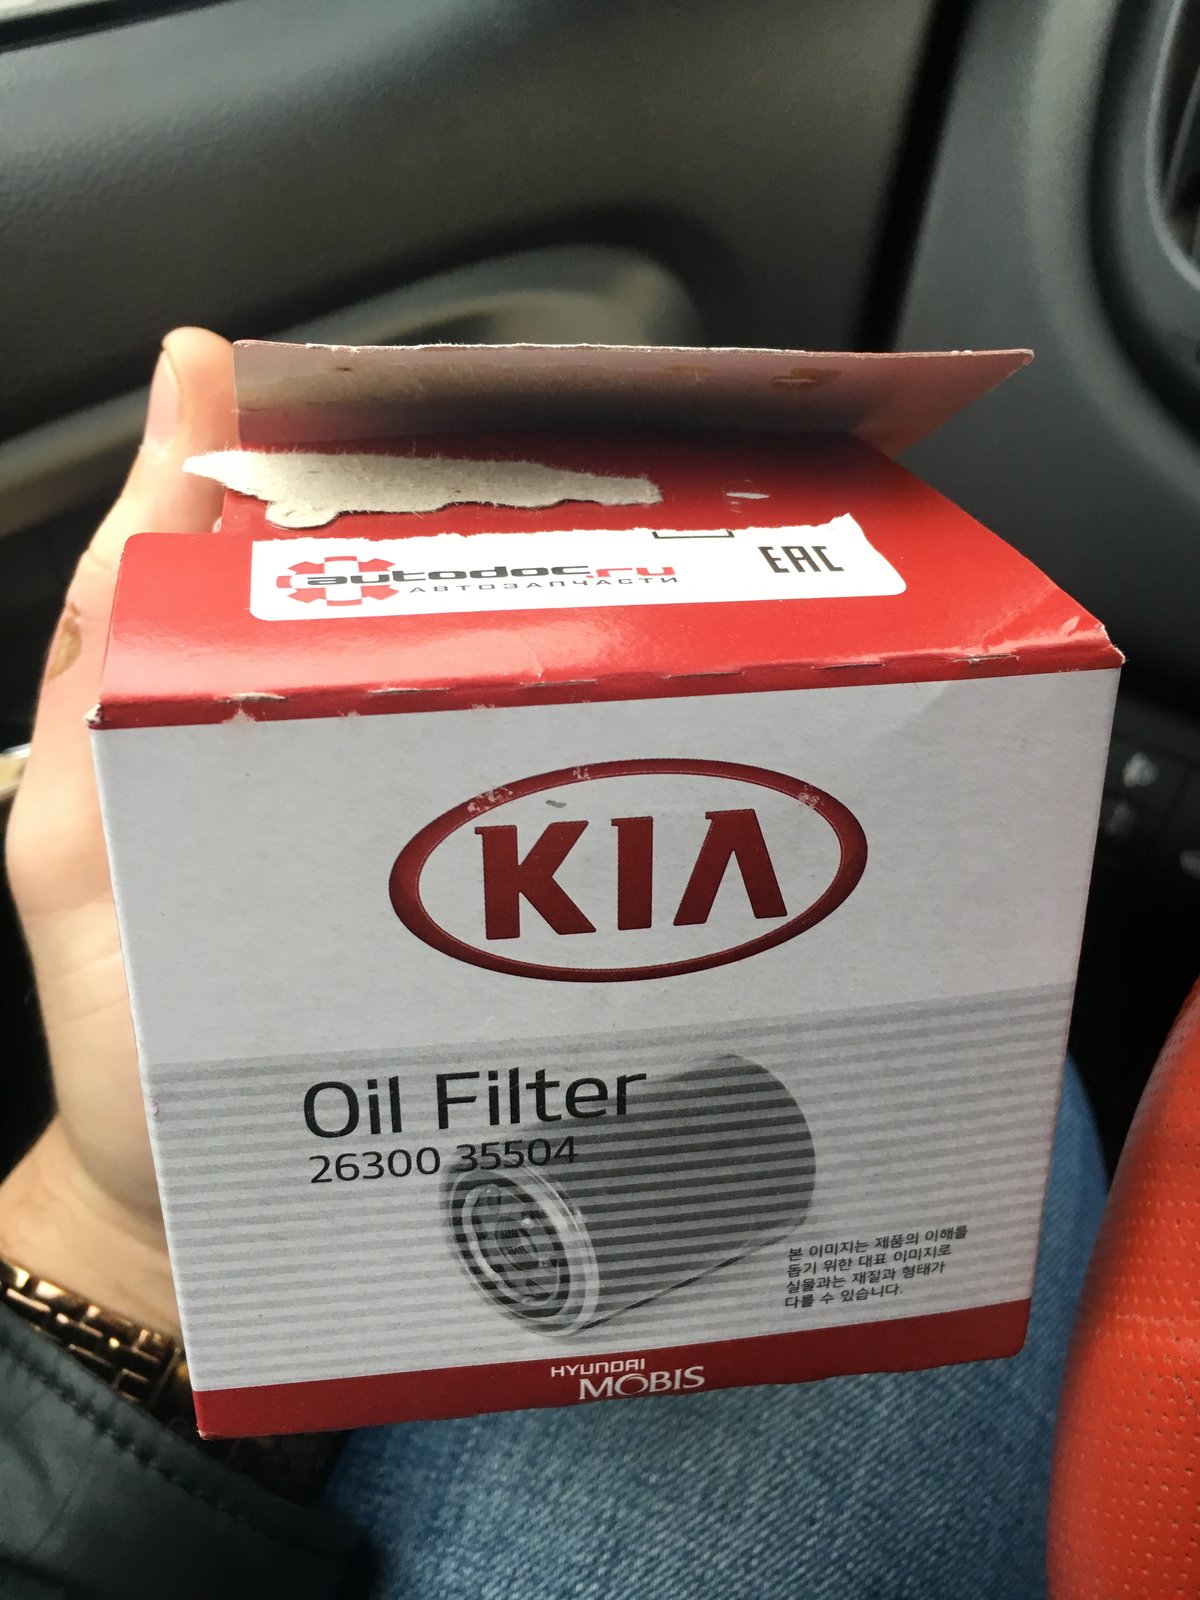 autodoc.ru
АВТОЗАПЧАСТИ
EAC
KIA
Oil Filter
26300 35504
본 이미지는 제품의 이해를
돕기 위한 대표 이미지로
실물과는 재질과 형태가
다를 수 있습니다.
HYUNDAI
MOBIS